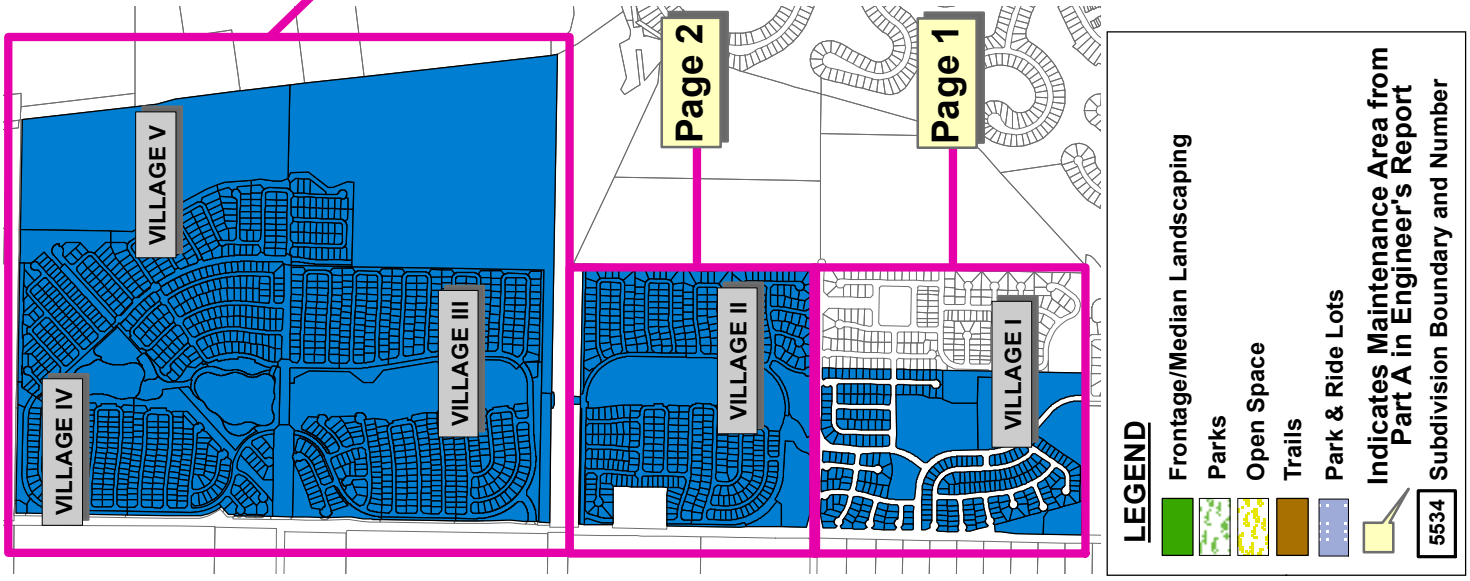 VILLAGE V
VILLAGE IV
VILLAGE III
VILLAGE II
VILLAGE I
Page 2
Page 1
LEGEND
Frontage/Median Landscaping
Parks
Open Space
Trails
Park & Ride Lots
Indicates Maintenance Area from
Part A in Engineer's Report
5534 Subdivision Boundary and Number